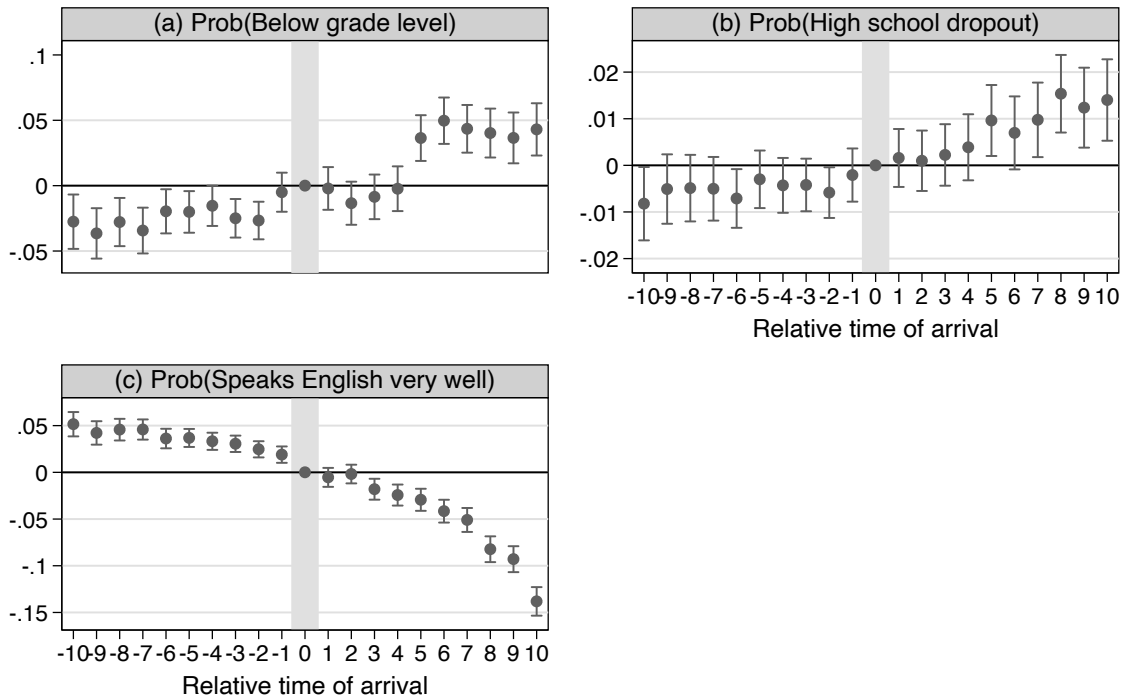 (a) Prob(Below grade level)
.1
.05
0
-.05
(b) Prob(High school dropout)
.02
.01
0
-.01
-.02
-10 -9 -8 -7 -6 -5 -4 -3 -2 -1 0 1 2 3 4 5 6 7 8 9 10
Relative time of arrival
(c) Prob(Speaks English very well)
.05
0
-.05
-.1
-.15
-10 -9 -8 -7 -6 -5 -4 -3 -2 -1 0 1 2 3 4 5 6 7 8 9 10
Relative time of arrival